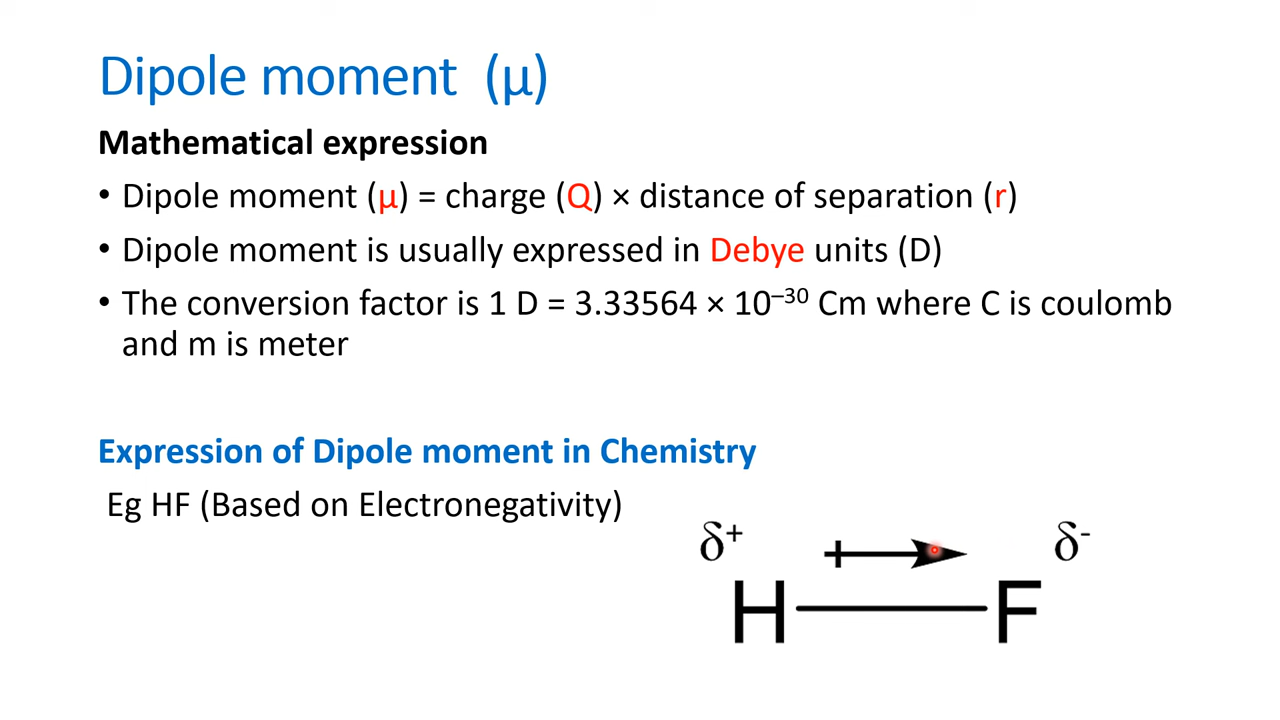 Dipole moment (μ)
Mathematical expression
• Dipole moment (μ) = charge (Q) × distance of separation (r)
• Dipole moment is usually expressed in Debye units (D)
• The conversion factor is 1 D = 3.33564 × 10⁻³⁰ Cm where C is coulomb
and m is meter
Expression of Dipole moment in Chemistry
Eg HF (Based on Electronegativity)
δ⁺ δ⁻
H F